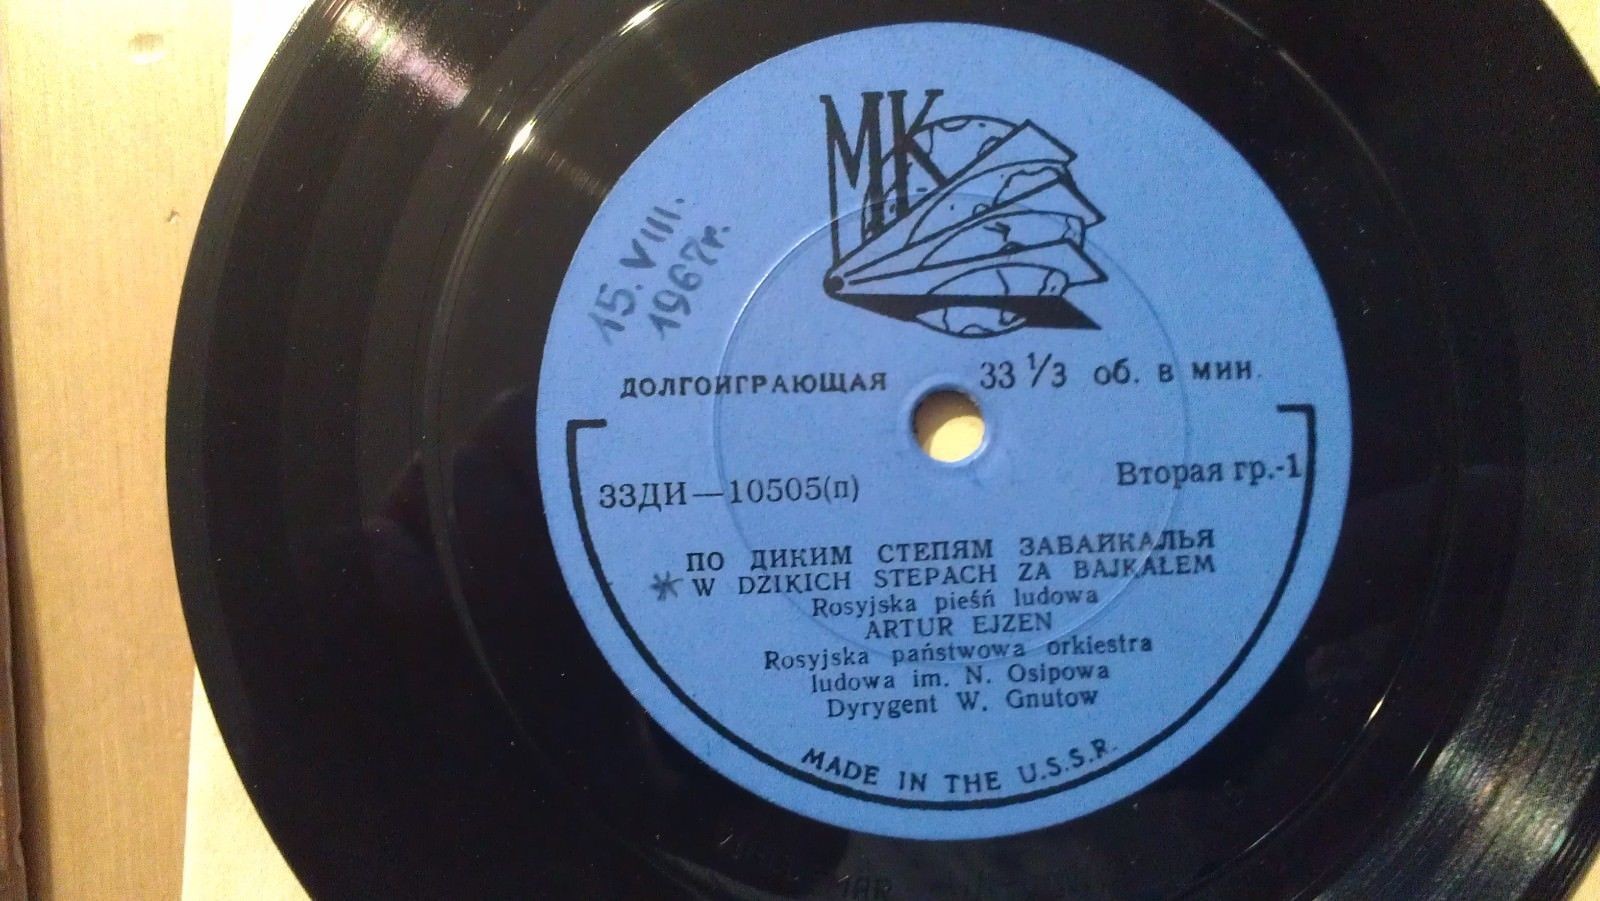 МК
15. VIII.
1967r.
ДОЛГОИГРАЮЩАЯ 33 1/3 об. в мин.
33ДИ—10505(п) Вторая гр.-1
ПО ДИКИМ СТЕПЯМ ЗАБАЙКАЛЬЯ
* W DZIKICH STEPACH ZA BAJKAŁEM
Rosyjska pieśń ludowa
ARTUR EJZEN
Rosyjska państwowa orkiestra
ludowa im. N. Osipowa
Dyrygent W. Gnutow
MADE IN THE U.S.S.R.